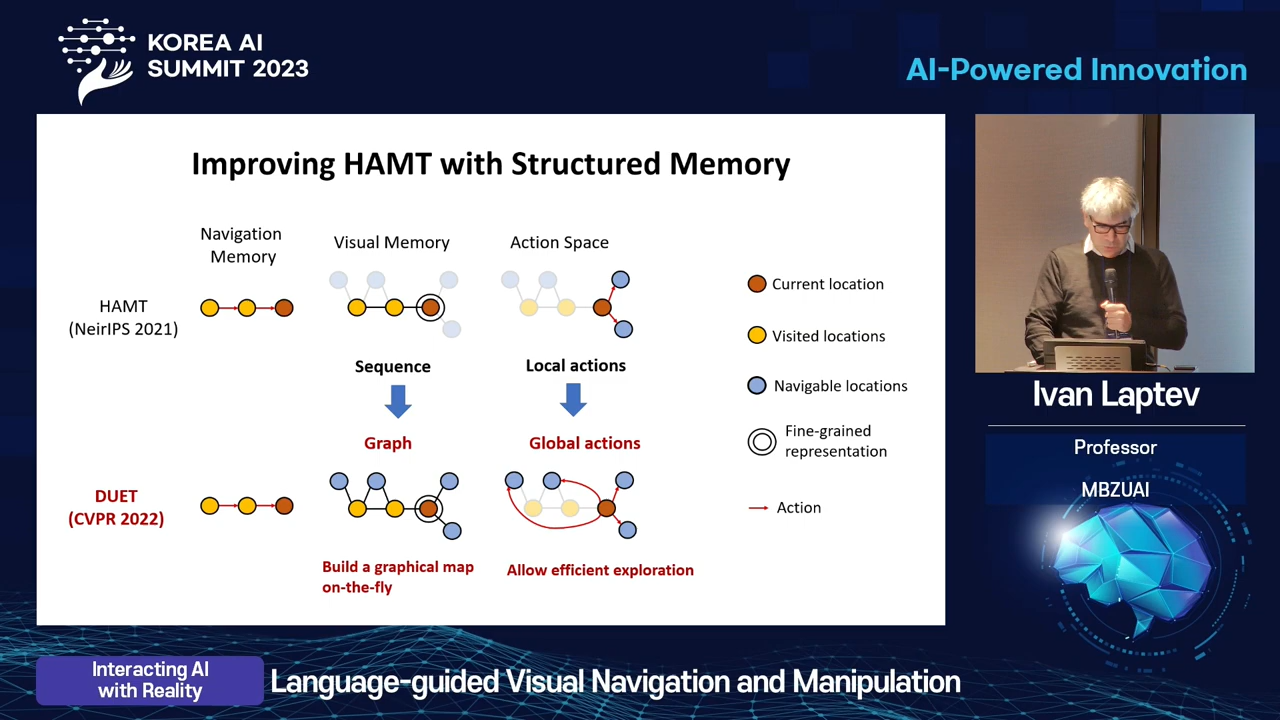 KOREA AI
SUMMIT 2023
AI-Powered Innovation
Improving HAMT with Structured Memory
Navigation
Memory
Visual Memory
Action Space
HAMT
(NeirIPS 2021)
Sequence
Local actions
Graph
Global actions
DUET
(CVPR 2022)
Build a graphical map
on-the-fly
Allow efficient exploration
Current location
Visited locations
Navigable locations
Fine-grained
representation
Action
Ivan Laptev
Professor
MBZUAI
Interacting AI
with Reality
Language-guided Visual Navigation and Manipulation